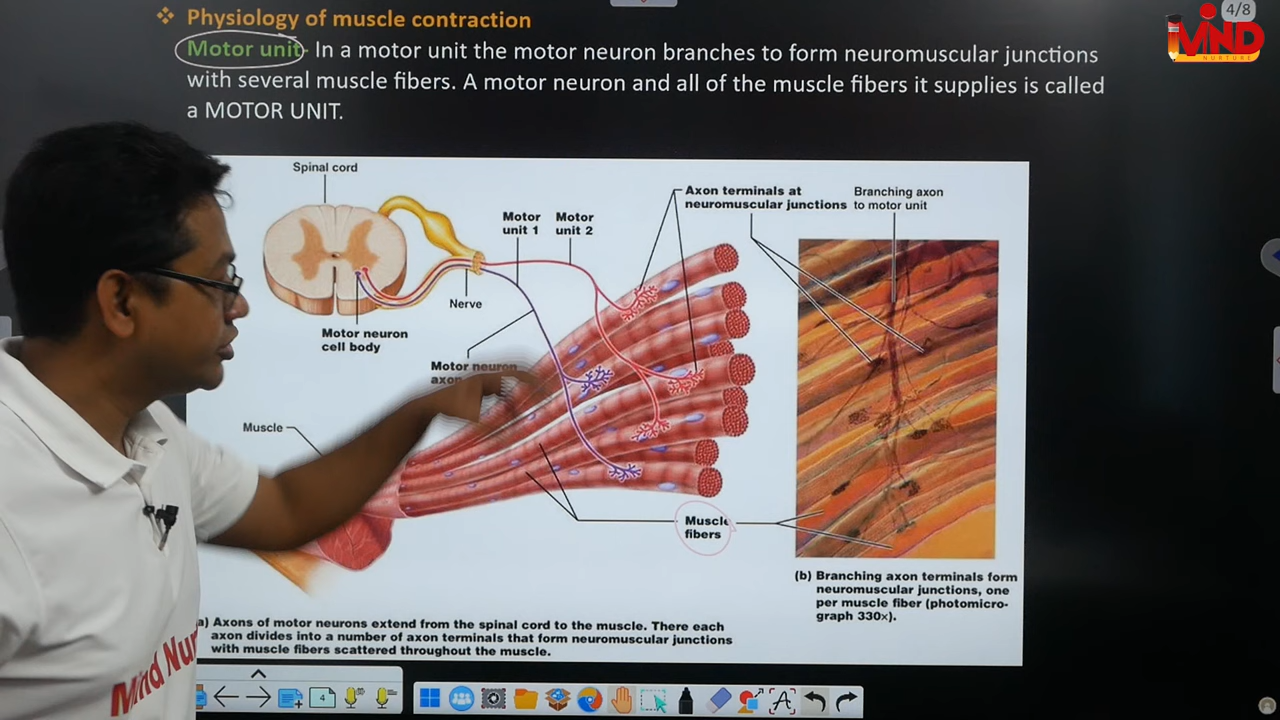 4/8
❖ Physiology of muscle contraction
Motor unit- In a motor unit the motor neuron branches to form neuromuscular junctions
with several muscle fibers. A motor neuron and all of the muscle fibers it supplies is called
a MOTOR UNIT.
MIND
NURTURE
Spinal cord
Motor
unit 1
Motor
unit 2
Axon terminals at
neuromuscular junctions
Branching axon
to motor unit
Nerve
Motor neuron
cell body
Motor neuron
Muscle
Muscle
fibers
(b) Branching axon terminals form
neuromuscular junctions, one
per muscle fiber (photomicro-
graph 330x).
a) Axons of motor neurons extend from the spinal cord to the muscle. There each
axon divides into a number of axon terminals that form neuromuscular junctions
with muscle fibers scattered throughout the muscle.
4
A